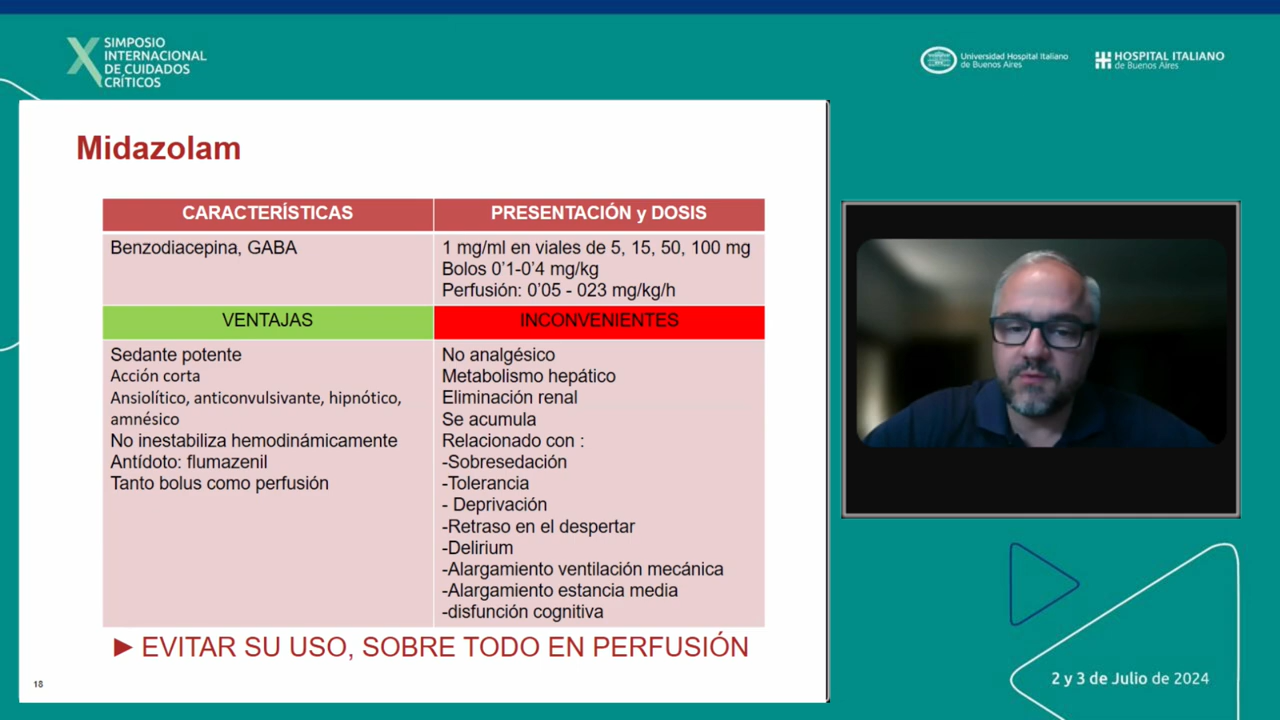 SIMPOSIO
INTERNACIONAL
DE CUIDADOS
CRÍTICOS
Universidad Hospital Italiano
de Buenos Aires
HOSPITAL ITALIANO
de Buenos Aires
Midazolam
CARACTERÍSTICAS
PRESENTACIÓN y DOSIS
Benzodiacepina, GABA
1 mg/ml en viales de 5, 15, 50, 100 mg
Bolos 0'1-0'4 mg/kg
Perfusión: 0'05 - 023 mg/kg/h
VENTAJAS
INCONVENIENTES
Sedante potente
Acción corta
Ansiolítico, anticonvulsivante, hipnótico,
amnésico
No inestabiliza hemodinámicamente
Antídoto: flumazenil
Tanto bolus como perfusión
No analgésico
Metabolismo hepático
Eliminación renal
Se acumula
Relacionado con :
-Sobresedación
-Tolerancia
- Deprivación
-Retraso en el despertar
-Delirium
-Alargamiento ventilación mecánica
-Alargamiento estancia media
-disfunción cognitiva
► EVITAR SU USO, SOBRE TODO EN PERFUSIÓN
18
2 y 3 de Julio de 2024